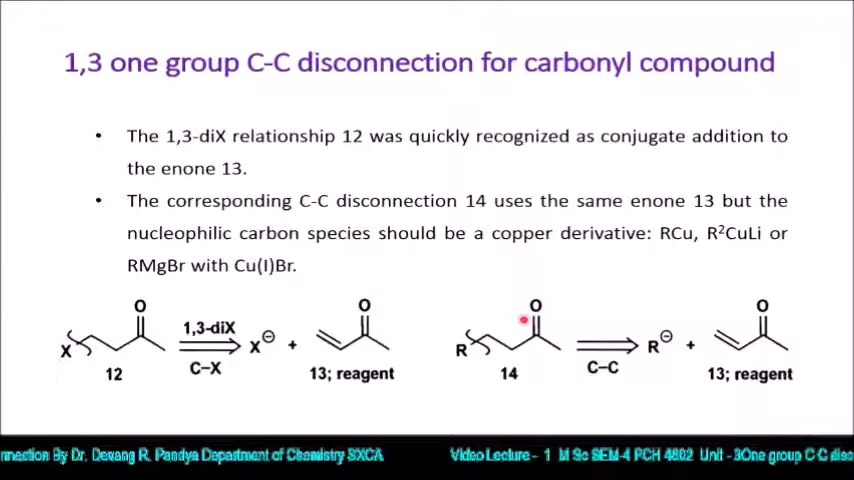 1,3 one group C-C disconnection for carbonyl compound
• The 1,3-diX relationship 12 was quickly recognized as conjugate addition to
the enone 13.
• The corresponding C-C disconnection 14 uses the same enone 13 but the
nucleophilic carbon species should be a copper derivative: RCu, R²CuLi or
RMgBr with Cu(I)Br.
O O O O
1,3-diX
X X⊖ + R R⊖ +
C–X C–C
12 13; reagent 14 13; reagent
nnection By Dr. Devang R. Pandya Department of Chemistry SXCA Video Lecture - 1 M Sc SEM-4 PCH 4802 Unit - 3One group C C disc